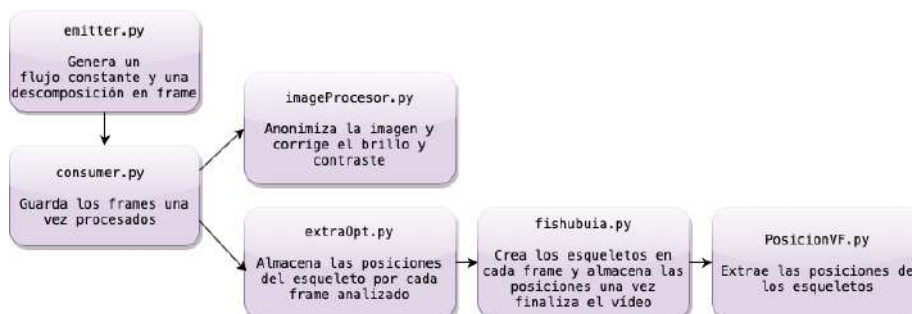 emitter.py
Genera un
flujo constante y una
descomposición en frame
imageProcesor.py
Anonimiza la imagen y
corrige el brillo y
contraste
consumer.py
Guarda los frames una
vez procesados
extraOpt.py
Almacena las posiciones
del esqueleto por cada
frame analizado
fishubuia.py
Crea los esqueletos en
cada frame y almacena las
posiciones una vez
finaliza el vídeo
PosicionVF.py
Extrae las posiciones de
los esqueletos